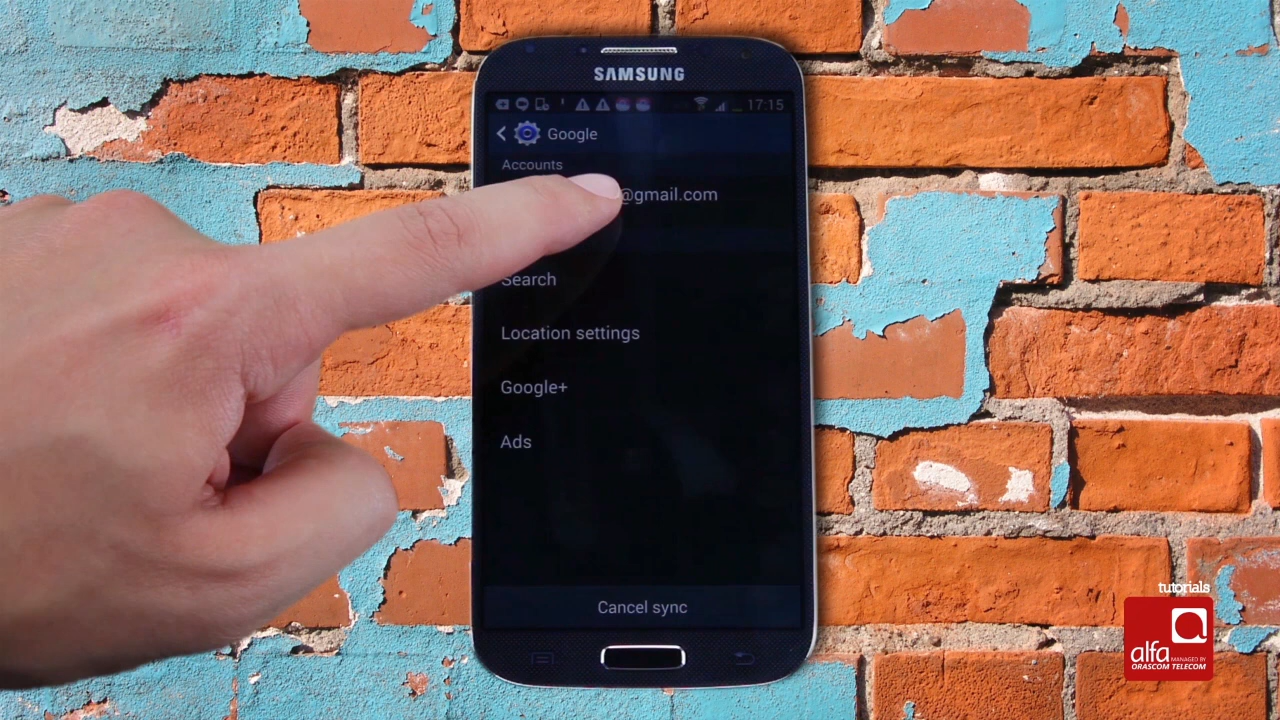 SAMSUNG
17:15
Google
Accounts
@gmail.com
Search
Location settings
Google+
Ads
Cancel sync
tutorials
a
alfa MANAGED BY
ORASCOM TELECOM